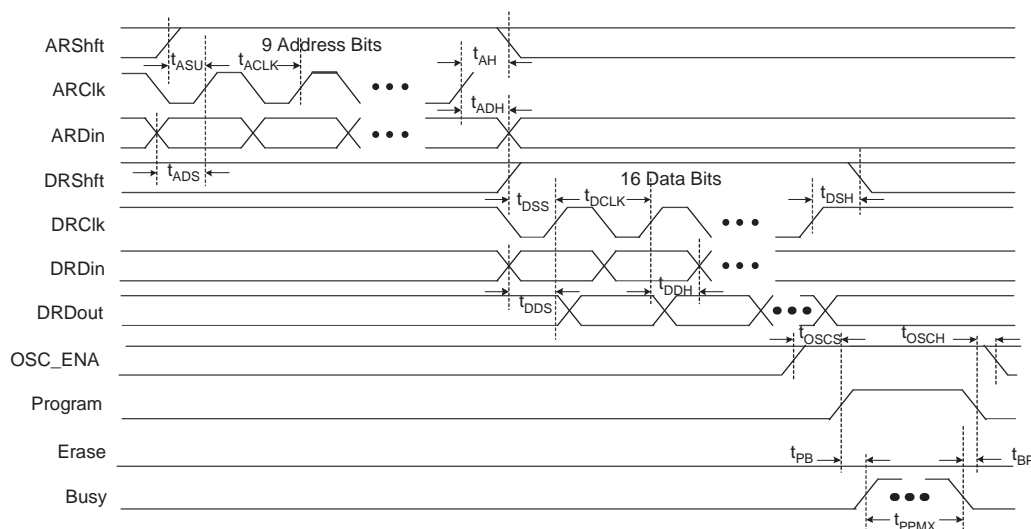 ARShft
9 Address Bits
tASU
tACLK
tAH
ARClk
tADH
ARDin
tADS
DRShft
16 Data Bits
tDSS
tDCLK
tDSH
DRClk
DRDin
tDDS
tDDH
DRDout
tOSCS
tOSCH
OSC_ENA
Program
Erase
tPB
tBP
Busy
tPPMX